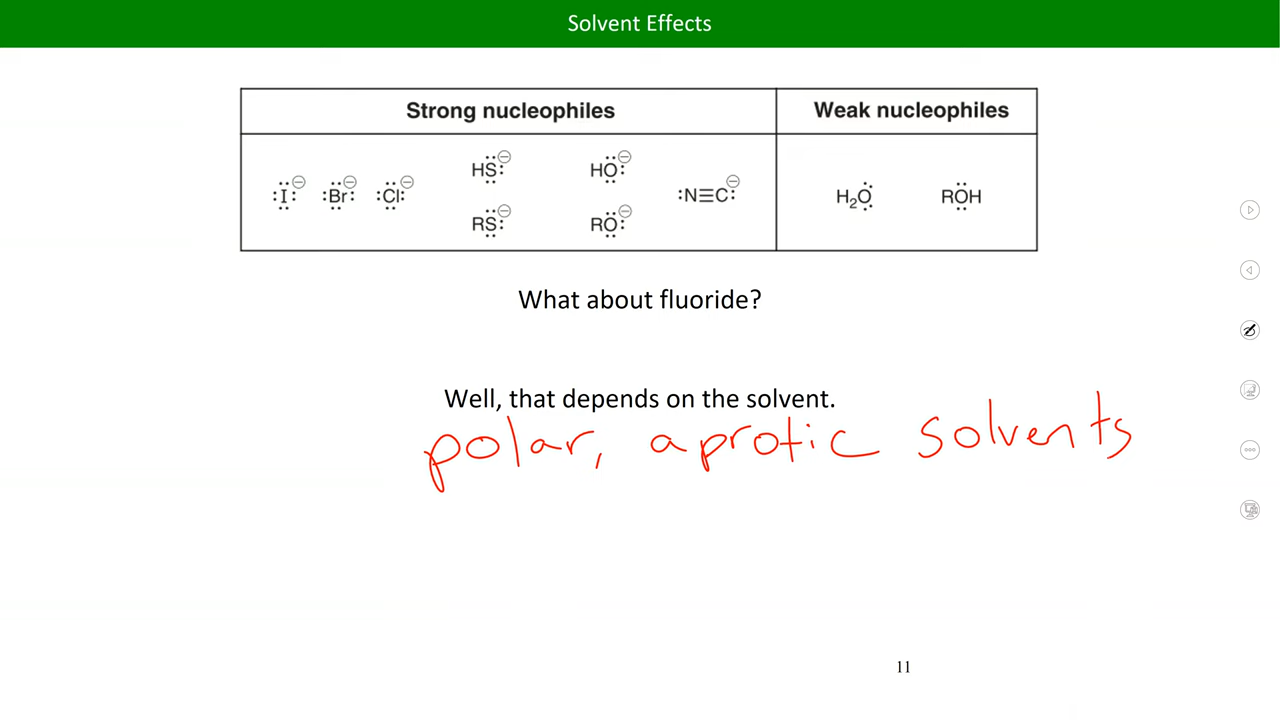 Solvent Effects
Strong nucleophiles
Weak nucleophiles
:I:⊖ :Br:⊖ :Cl:⊖ HS:⊖ HO:⊖ :N≡C:⊖ H₂O: ROH
RS:⊖ RO:⊖
What about fluoride?
Well, that depends on the solvent.
polar, aprotic solvents
11